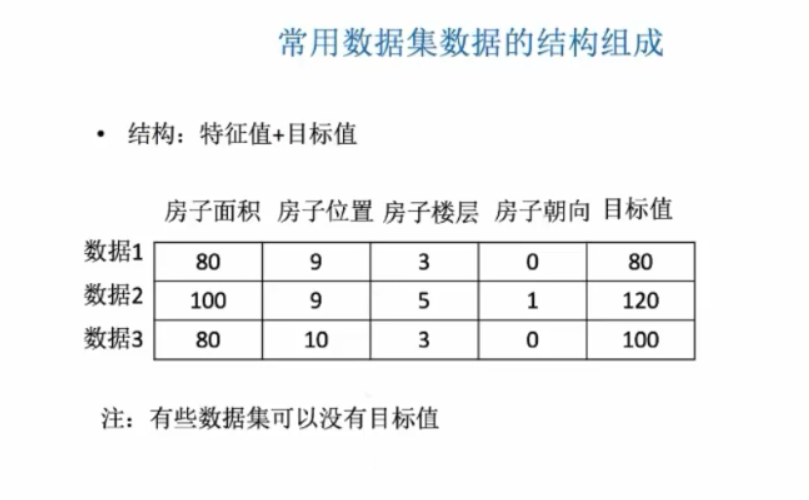 常用数据集数据的结构组成
• 结构：特征值+目标值
房子面积 房子位置 房子楼层 房子朝向 目标值
数据1 80 9 3 0 80
数据2 100 9 5 1 120
数据3 80 10 3 0 100
注：有些数据集可以没有目标值